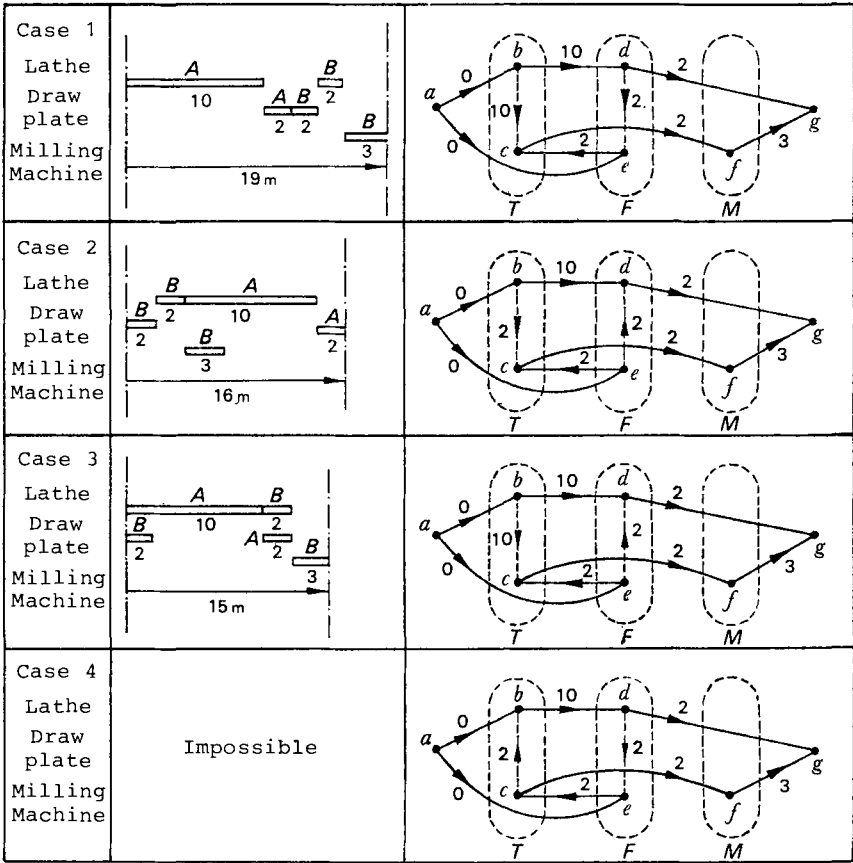 Case 1
Lathe
Draw plate
Milling Machine
A
10
A B
2 2
B
2
B
3
19 m
a
0
b
10
d
2
10
2.
g
0
c
2
e
2
f
3
T F M
Case 2
Lathe
Draw plate
Milling Machine
B
2
B A
2 10
B
3
A
2
16 m
a
0
b
10
d
2
2
2
g
0
c
2
e
2
f
3
T F M
Case 3
Lathe
Draw plate
Milling Machine
A B
10 2
B
2
A
2
B
3
15 m
a
0
b
10
d
2
10
2
g
0
c
2
e
2
f
3
T F M
Case 4
Lathe
Draw plate
Milling Machine
Impossible
a
0
b
10
d
2
2
2
g
0
c
2
e
2
f
3
T F M